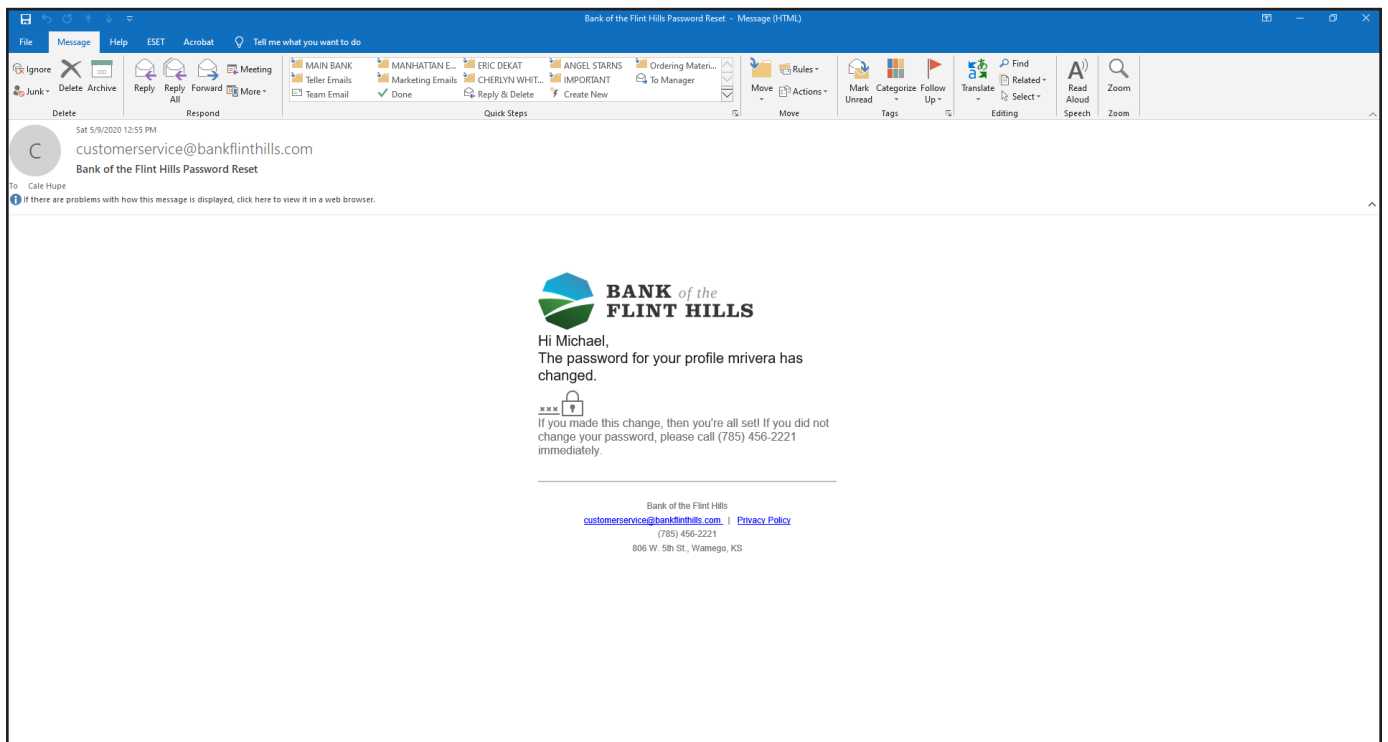 Bank of the Flint Hills Password Reset - Message (HTML)
File Message Help ESET Acrobat Tell me what you want to do
Ignore
Junk
Delete Archive
Delete
Reply Reply All Forward
Meeting
More
Respond
MAIN BANK MANHATTAN E... ERIC DEKAT ANGEL STARNS Ordering Materi...
Teller Emails Marketing Emails CHERLYN WHIT... IMPORTANT To Manager
Team Email Done Reply & Delete Create New
Quick Steps
Move
Rules
Actions
Move
Mark Unread Categorize Follow Up
Tags
Translate
Find
Related
Select
Editing
Read Aloud
Speech
Zoom
Zoom
Sat 5/9/2020 12:55 PM
C
customerservice@bankflinthills.com
Bank of the Flint Hills Password Reset
To Cale Hupe
If there are problems with how this message is displayed, click here to view it in a web browser.
BANK of the
FLINT HILLS
Hi Michael,
The password for your profile mrivera has
changed.
xxx
If you made this change, then you're all set! If you did not
change your password, please call (785) 456-2221
immediately.
Bank of the Flint Hills
customerservice@bankflinthills.com | Privacy Policy
(785) 456-2221
806 W. 5th St., Wamego, KS